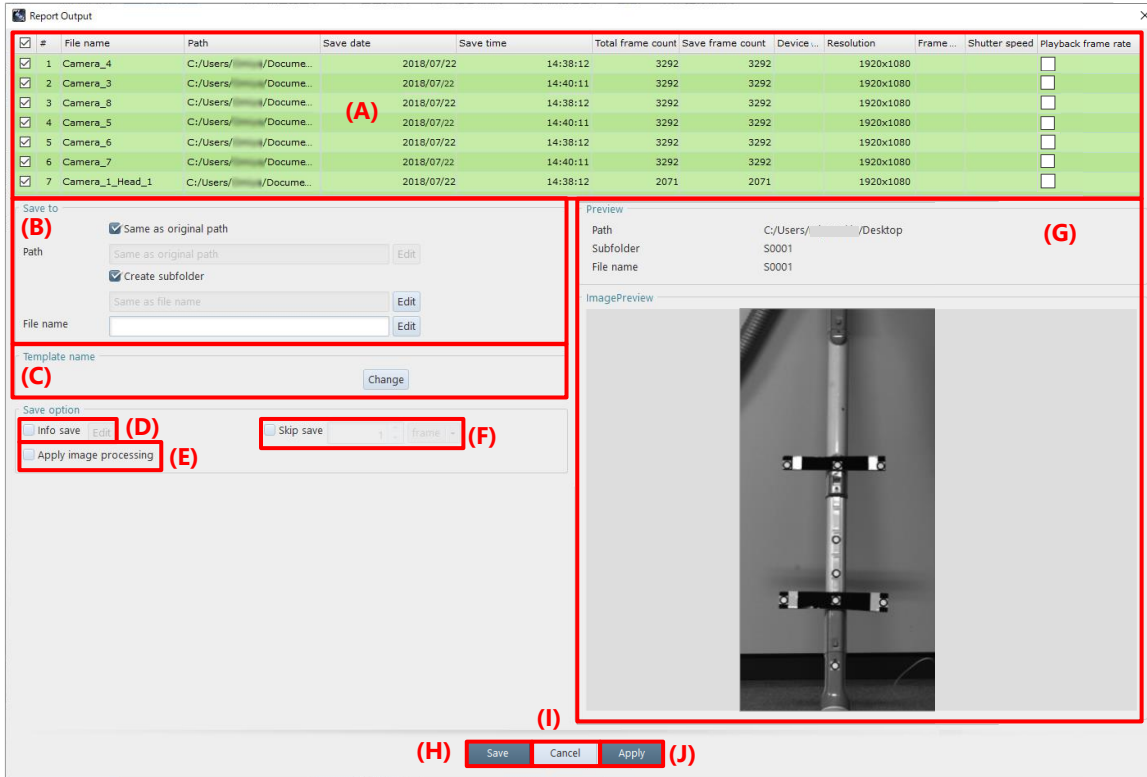 Report Output
# File name Path Save date Save time Total frame count Save frame count Device ... Resolution Frame ... Shutter speed Playback frame rate
1 Camera_4 C:/Users/ /Docume... 2018/07/22 14:38:12 3292 3292 1920x1080
2 Camera_3 C:/Users/ /Docume... 2018/07/22 14:40:11 3292 3292 1920x1080
3 Camera_8 C:/Users/ /Docume... 2018/07/22 14:38:12 3292 3292 1920x1080
4 Camera_5 C:/Users/ /Docume... 2018/07/22 14:40:11 3292 3292 1920x1080
5 Camera_6 C:/Users/ /Docume... 2018/07/22 14:38:12 3292 3292 1920x1080
6 Camera_7 C:/Users/ /Docume... 2018/07/22 14:40:11 3292 3292 1920x1080
7 Camera_1_Head_1 C:/Users/ /Docume... 2018/07/22 14:38:12 2071 2071 1920x1080
(A)
Save to
(B)
Same as original path
Path Same as original path Edit
Create subfolder
Same as file name Edit
File name Edit
Template name
(C)
Change
Save option
Info save Edit (D)
Skip save 1 frame (F)
Apply image processing (E)
Preview
(G)
Path C:/Users/ /Desktop
Subfolder S0001
File name S0001
ImagePreview
(I)
(H) Save Cancel Apply (J)